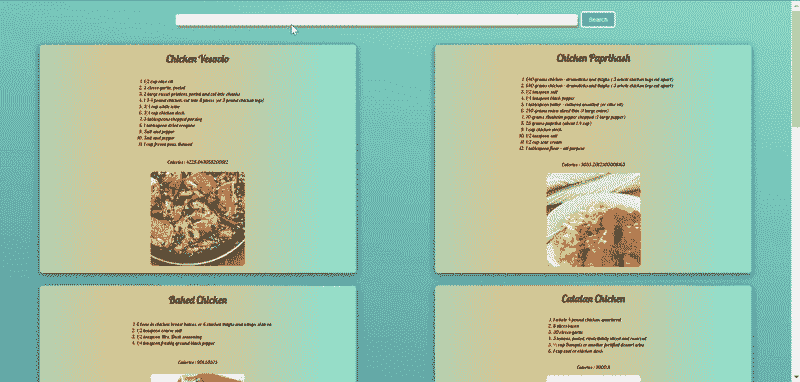 Search
Chicken Vesuvio
1. 1/2 cup olive oil
2. 5 cloves garlic, peeled
3. 2 large russet potatoes, peeled and cut into chunks
4. 1 3-4 pound chicken, cut into 8 pieces (or 3 pound chicken legs)
5. 3/4 cup white wine
6. 3/4 cup chicken stock
7. 3 tablespoons chopped parsley
8. 1 tablespoon dried oregano
9. Salt and pepper
10. Salt and pepper
11. 1 cup frozen peas, thawed
Calories :
Chicken Paprikash
1. 640 grams chicken - drumsticks and thighs ( 3 whole chicken legs cut apart)
2. 640 grams chicken - drumsticks and thighs ( 3 whole chicken legs cut apart)
3. 1/2 teaspoon salt
4. 1/4 teaspoon black pepper
5. 1 tablespoon butter - cultured unsalted (or olive oil)
6. 240 grams onion sliced thin (1 large onion)
7. 70 grams Anaheim pepper chopped (1 large pepper)
8. 25 grams paprika (about 1/4 cup)
9. 1 cup chicken stock
10. 1/2 teaspoon salt
11. 1/2 cup sour cream
12. 1 tablespoon flour - all-purpose
Calories :
Baked Chicken
1. 6 bone-in chicken breast halves, or 6 chicken thighs and wings, skin-on
2. 1/2 teaspoon coarse salt
3. 1/2 teaspoon Mrs. Dash seasoning
4. 1/4 teaspoon freshly ground black pepper
Calories :
Catalan Chicken
1. 1 whole 4-pound chicken, quartered
2. 8 slices bacon
3. 30 cloves garlic
4. 3 lemons, peeled, rinds thinly sliced and reserved
5. ½ cup Banyuls or another fortified dessert wine
6. 1 cup veal or chicken stock
Calories :